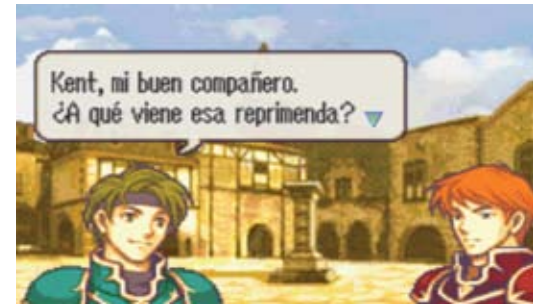 Kent, mi buen compañero.
¿A qué viene esa reprimenda?